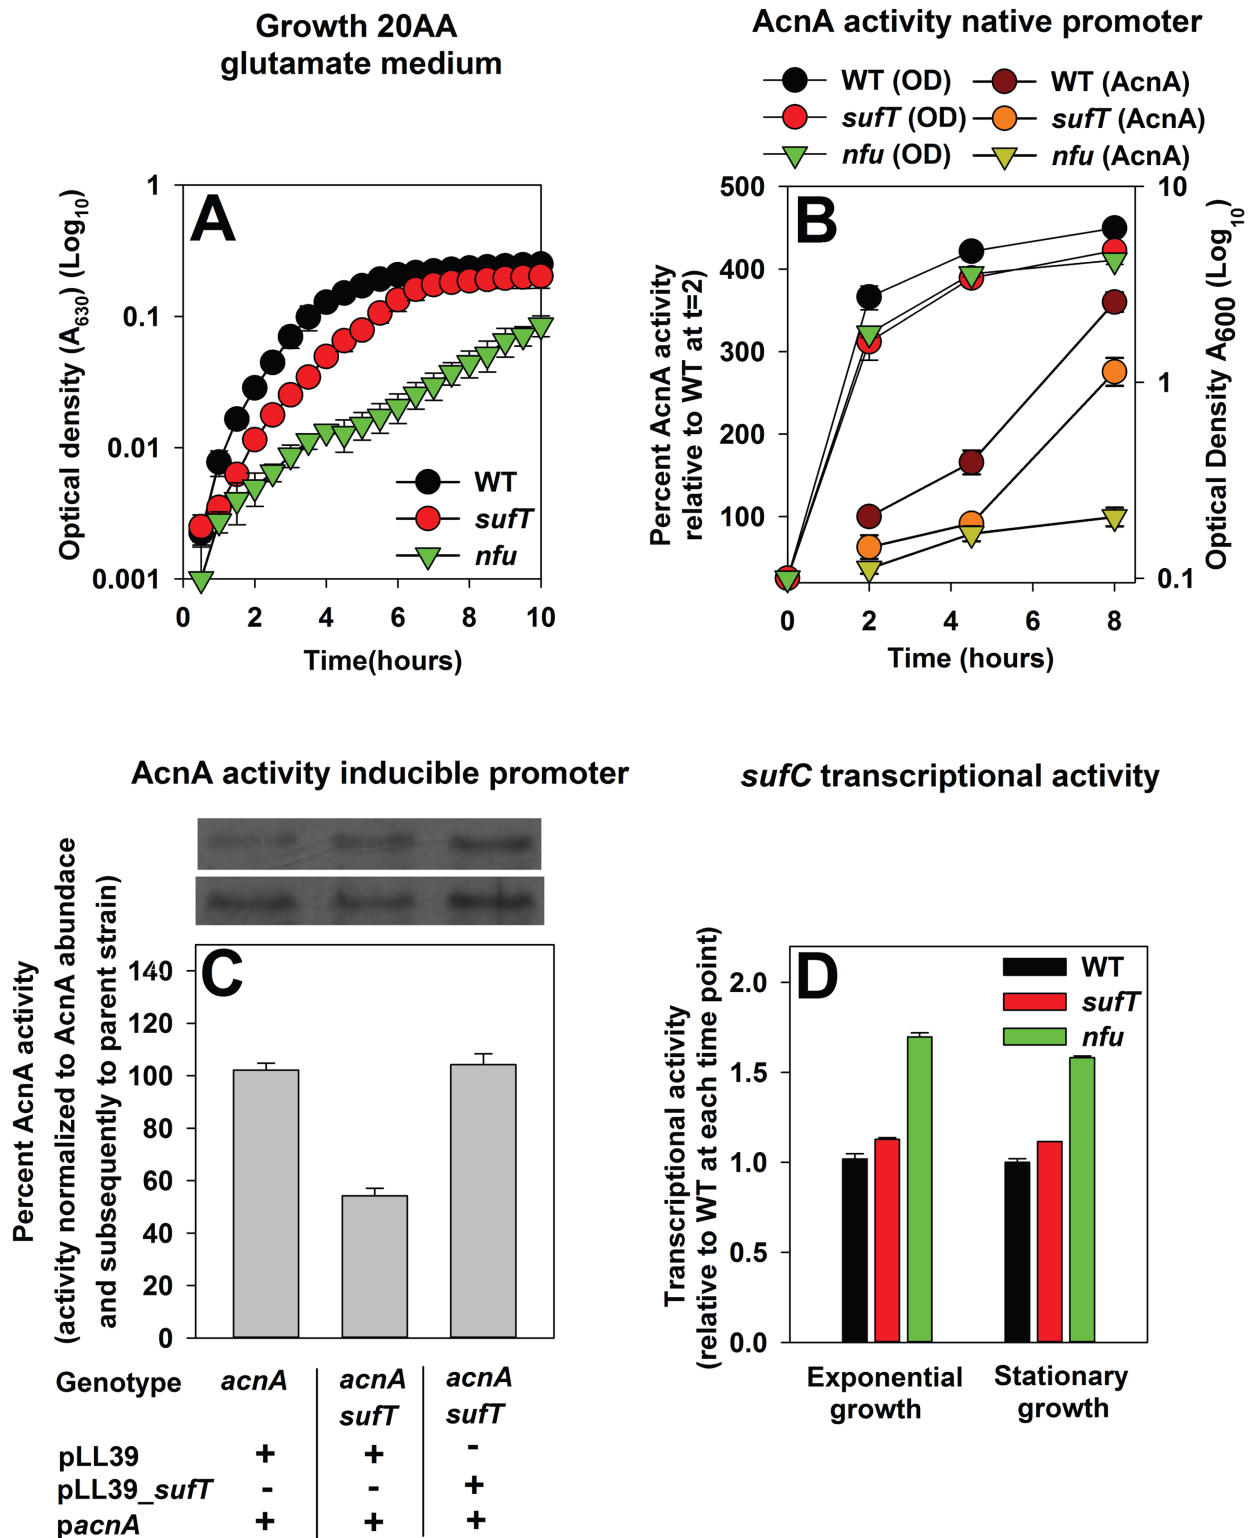 Growth 20AA
glutamate medium
A
Optical density (A630) (Log10)
1
0.1
0.01
0.001
WT
sufT
nfu
0 2 4 6 8 10
Time(hours)
AcnA activity native promoter
WT (OD) WT (AcnA)
sufT (OD) sufT (AcnA)
nfu (OD) nfu (AcnA)
B
Percent AcnA activity
relative to WT at t=2)
500
400
300
200
100
10
1
0.1
Optical Density A600 (Log10)
0 2 4 6 8
Time (hours)
AcnA activity inducible promoter
C
Percent AcnA activity
(activity normalized to AcnA abundace
and subsequently to parent strain)
140
120
100
80
60
40
20
0
Genotype acnA acnA acnA
sufT sufT
pLL39 + + -
pLL39_sufT - - +
pacnA + + +
sufC transcriptional activity
D
Transcriptional activity
(relative to WT at each time point)
2.0
1.5
1.0
0.5
0.0
WT
sufT
nfu
Exponential Stationary
growth growth